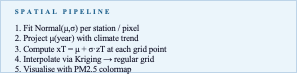 SPATIAL PIPELINE
1. Fit Normal(μ,σ) per station / pixel
2. Project μ(year) with climate trend
3. Compute xT = μ + σ·zT at each grid point
4. Interpolate via Kriging → regular grid
5. Visualise with PM2.5 colormap